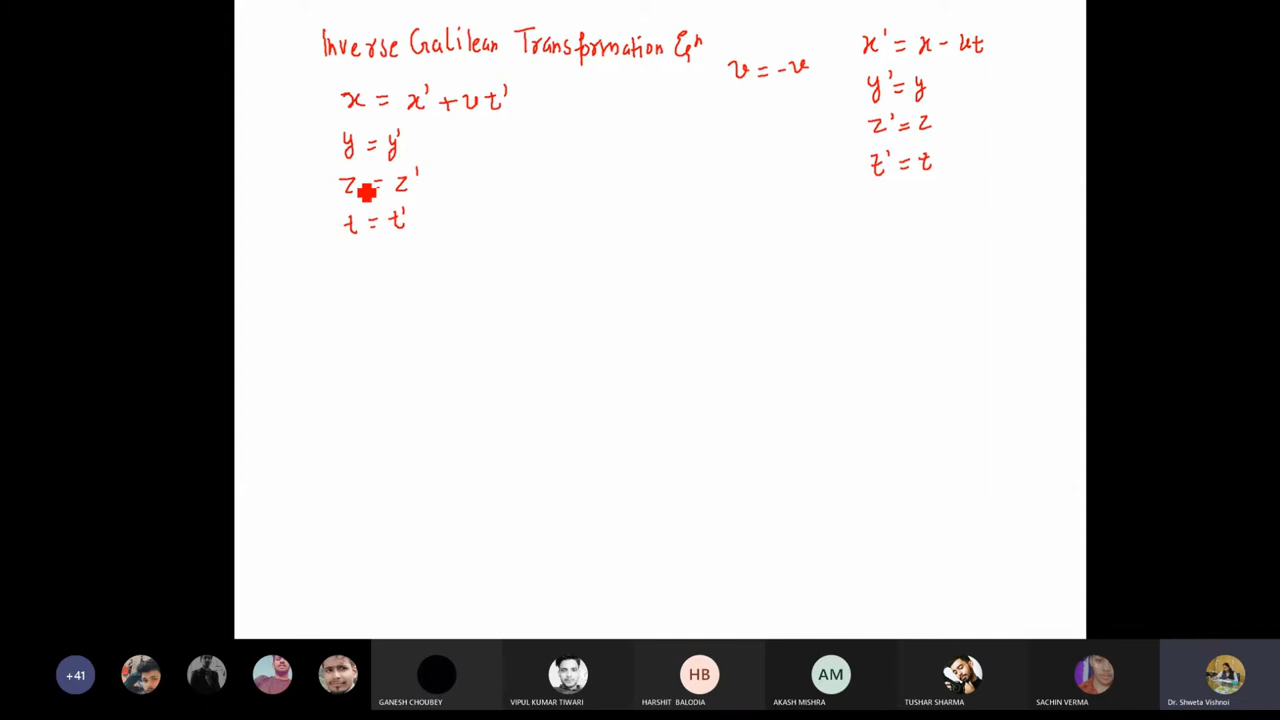 Inverse Galilean Transformation Eqⁿ
v = -v
x = x' + vt'
y = y'
z = z'
t = t'
x' = x - vt
y' = y
z' = z
t' = t
+41
GANESH CHOUBEY
VIPUL KUMAR TIWARI
HB
HARSHIT BALODIA
AM
AKASH MISHRA
TUSHAR SHARMA
SACHIN VERMA
Dr. Shweta Vishnoi